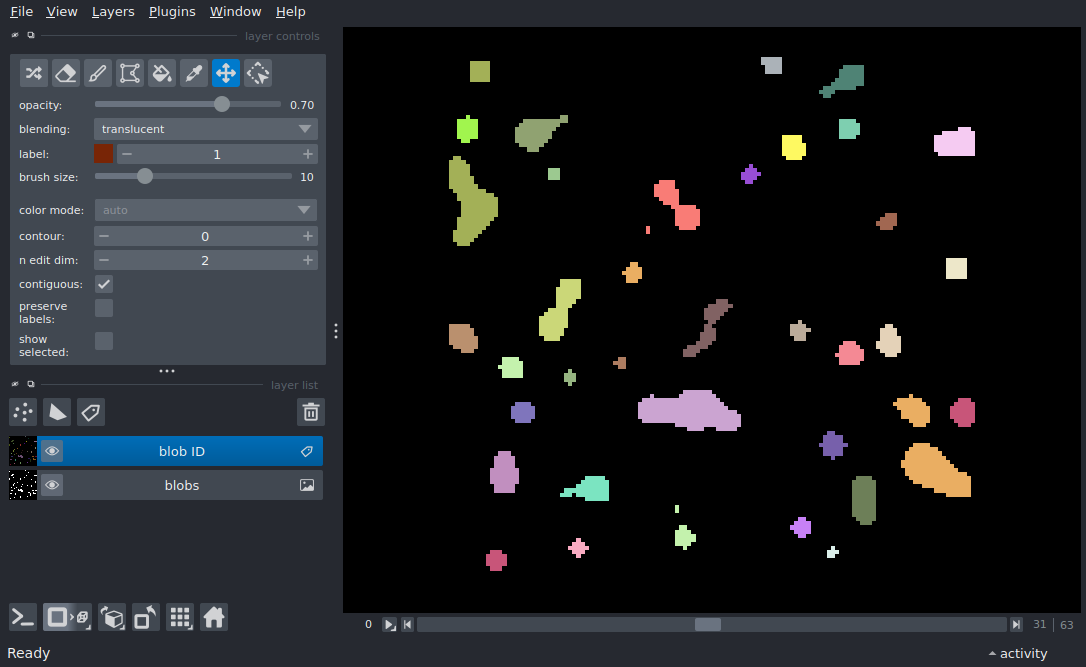 File View Layers Plugins Window Help
layer controls
opacity: 0.70
blending: translucent
label: 1
brush size: 10
color mode: auto
contour: 0
n edit dim: 2
contiguous:
preserve
labels:
show
selected:
layer list
blob ID
blobs
0 31 | 63
Ready activity